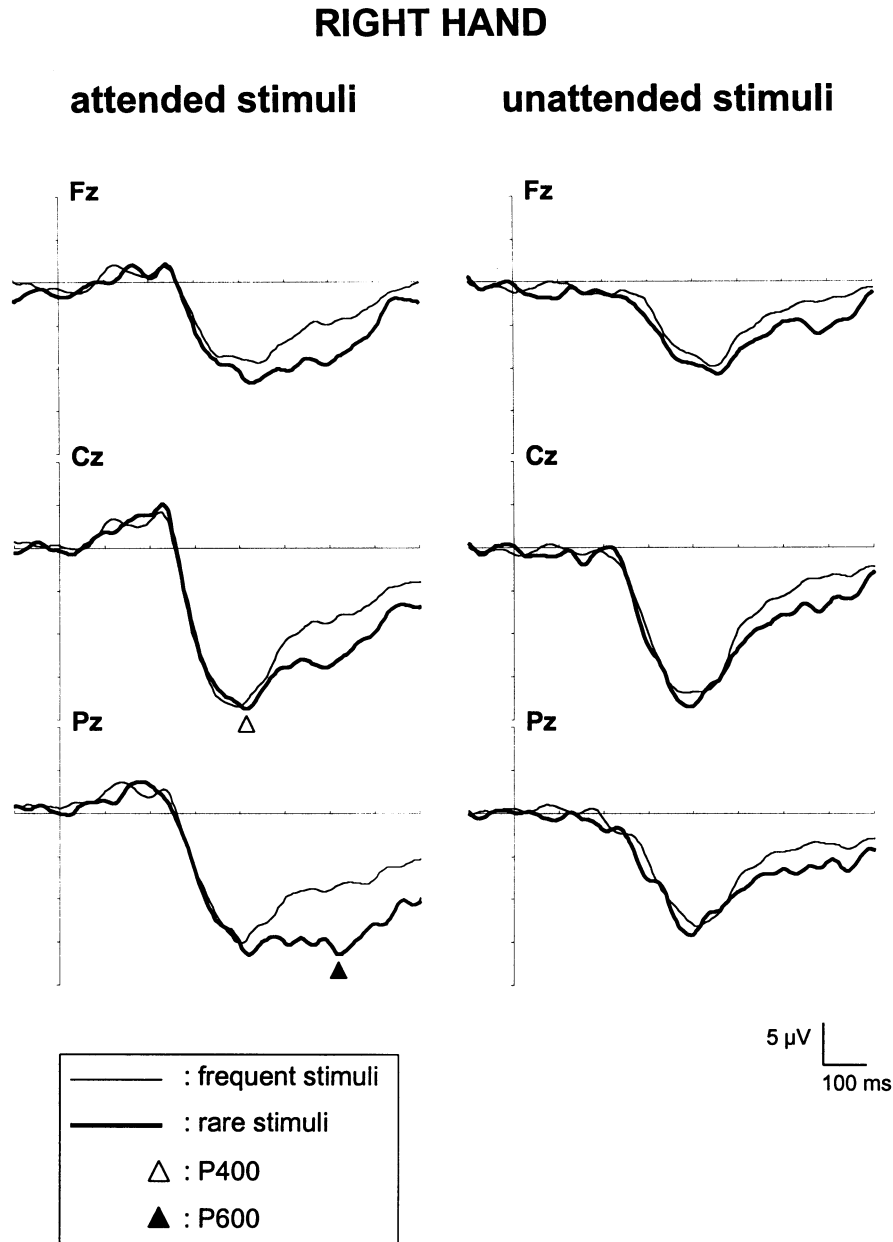 RIGHT HAND
attended stimuli
unattended stimuli
Fz
Fz
Cz
Cz
Pz
Pz
5 µV
100 ms
: frequent stimuli
: rare stimuli
: P400
: P600